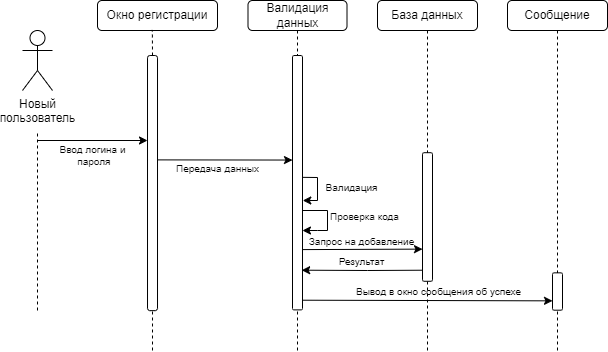 Окно регистрации
Валидация
данных
База данных
Сообщение
Новый
пользователь
Ввод логина и
пароля
Передача данных
Валидация
Проверка кода
Запрос на добавление
Результат
Вывод в окно сообщения об успехе